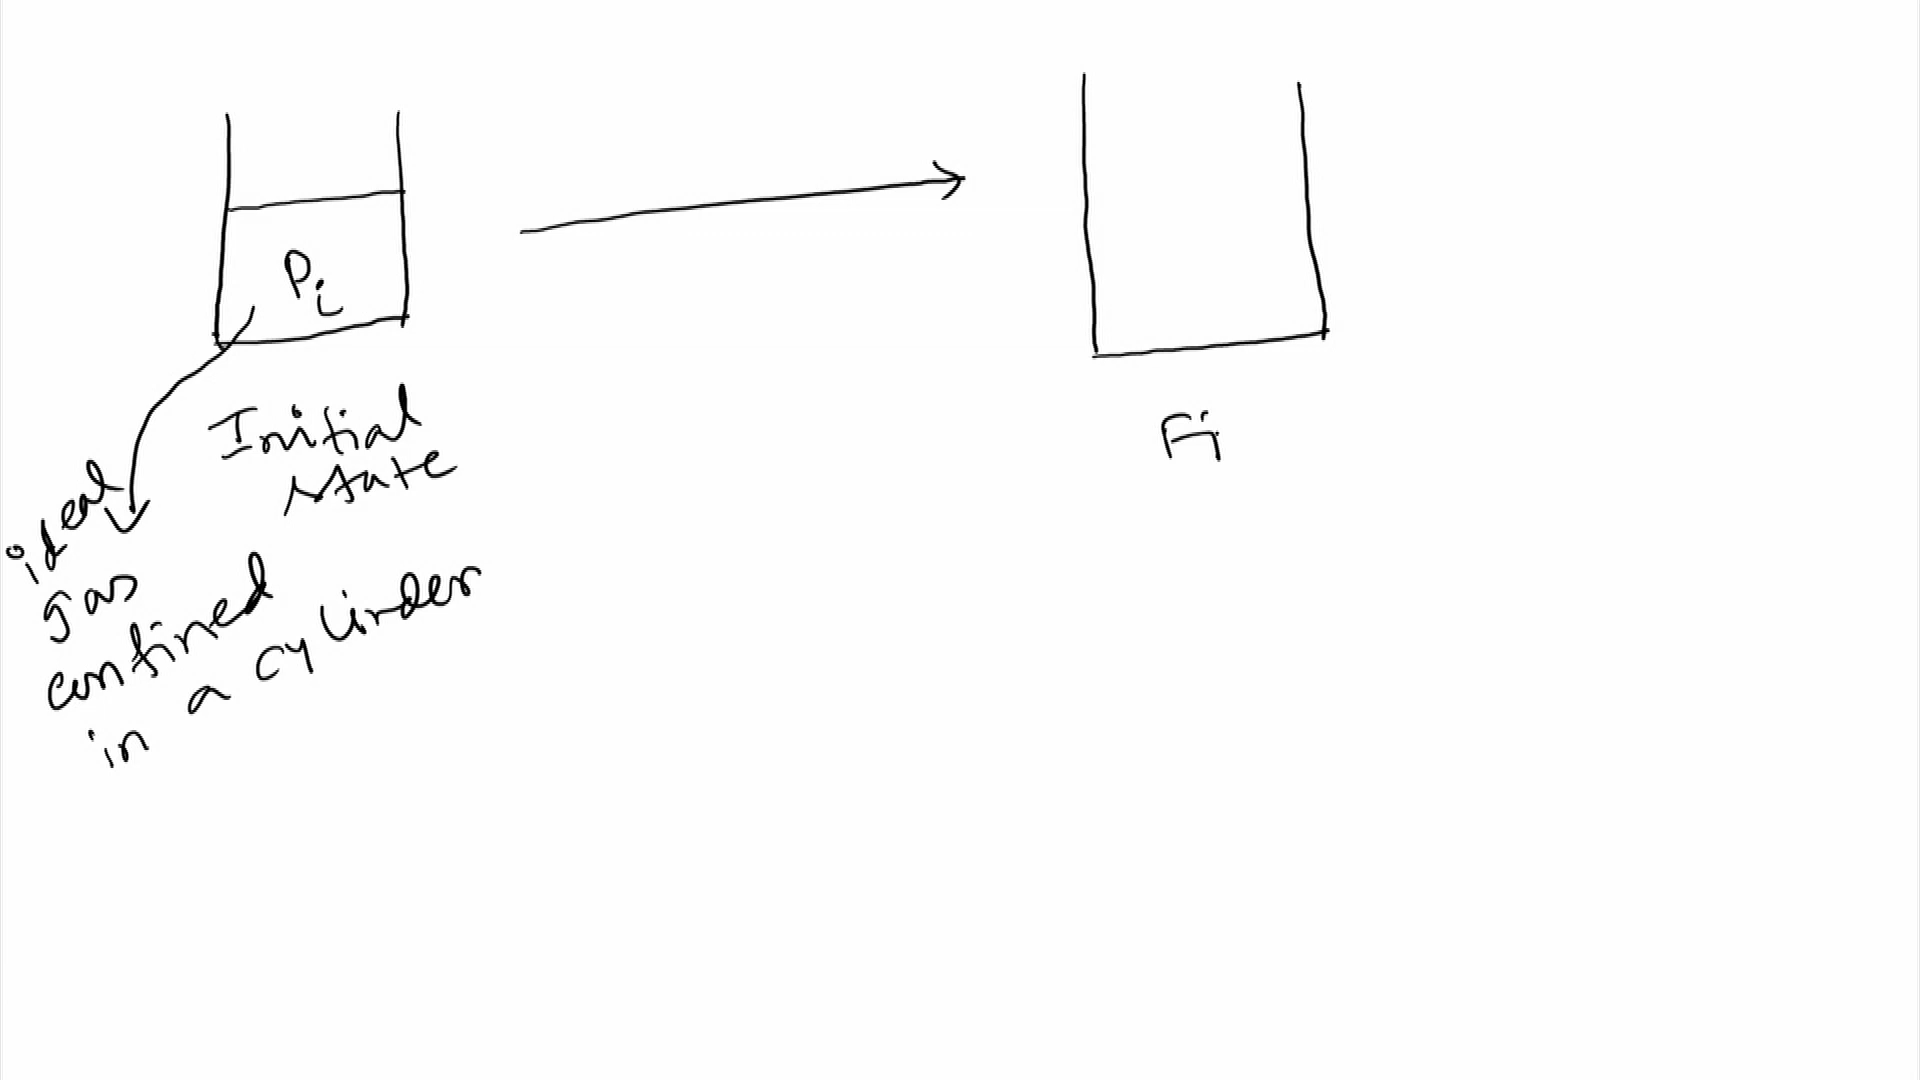 Pi
Initial
state
ideal
gas
confined
in a cylinder
Fi